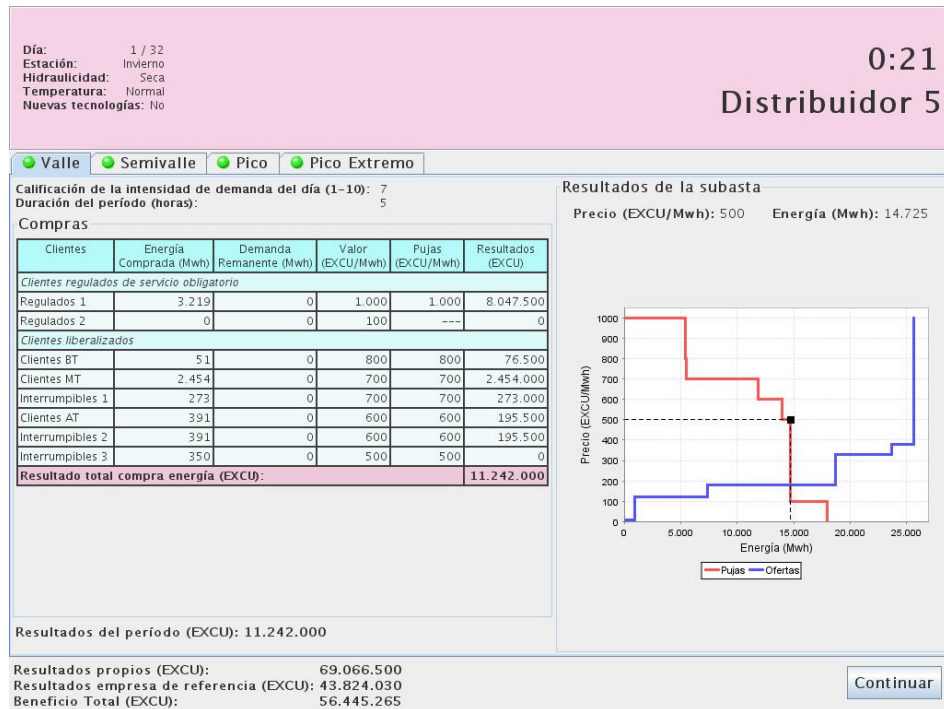 Día: 1 / 32
Estación: Invierno
Hidraulicidad: Seca
Temperatura: Normal
Nuevas tecnologías: No
0:21
Distribuidor 5
Valle Semivalle Pico Pico Extremo
Calificación de la intensidad de demanda del día (1-10): 7
Duración del período (horas): 5
Compras
Clientes Energía Comprada (Mwh) Demanda Remanente (Mwh) Valor (EXCU/Mwh) Pujas (EXCU/Mwh) Resultados (EXCU)
Clientes regulados de servicio obligatorio
Regulados 1 3.219 0 1.000 1.000 8.047.500
Regulados 2 0 0 100 --- 0
Clientes liberalizados
Clientes BT 51 0 800 800 76.500
Clientes MT 2.454 0 700 700 2.454.000
Interrumpibles 1 273 0 700 700 273.000
Clientes AT 391 0 600 600 195.500
Interrumpibles 2 391 0 600 600 195.500
Interrumpibles 3 350 0 500 500 0
Resultado total compra energía (EXCU): 11.242.000
Resultados del período (EXCU): 11.242.000
Resultados de la subasta
Precio (EXCU/Mwh): 500 Energía (Mwh): 14.725
Precio (EXCU/Mwh)
1000
900
800
700
600
500
400
300
200
100
0
0 5.000 10.000 15.000 20.000 25.000
Energía (Mwh)
Pujas Ofertas
Resultados propios (EXCU): 69.066.500
Resultados empresa de referencia (EXCU): 43.824.030
Beneficio Total (EXCU): 56.445.265
Continuar